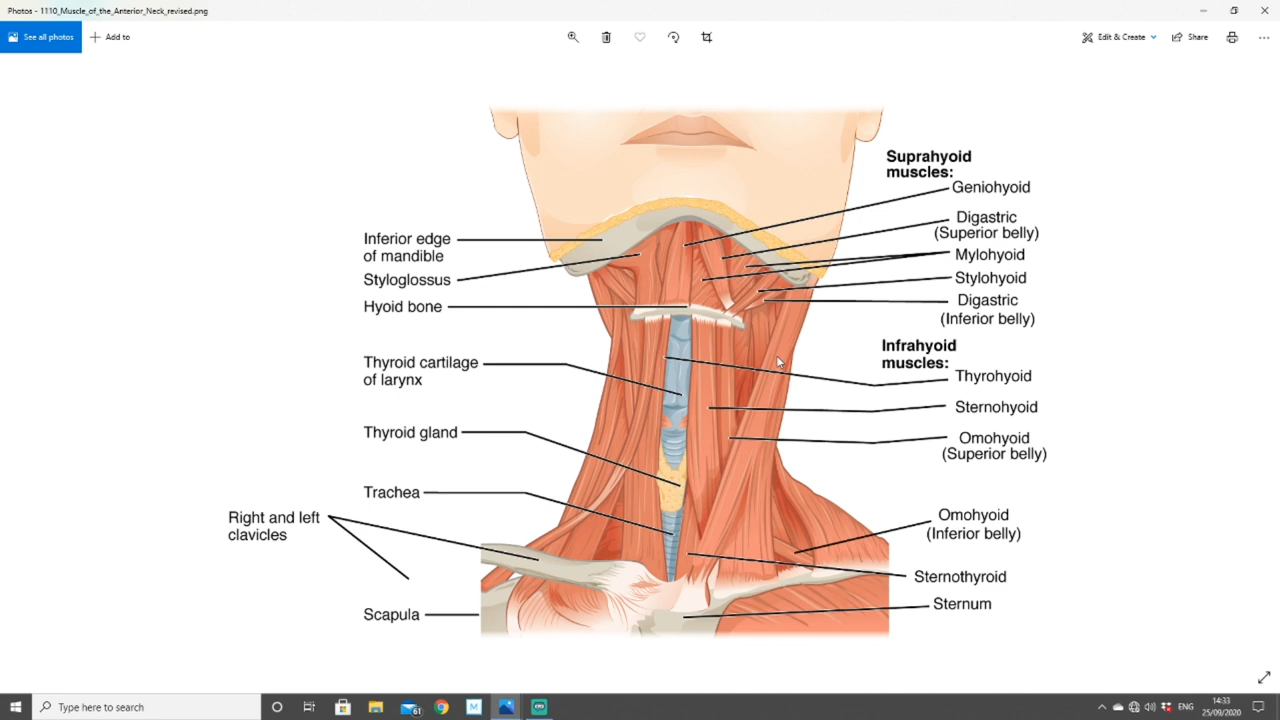 Photos - 1110_Muscle_of_the_Anterior_Neck_revised.png
See all photos
Add to
Edit & Create
Share
Suprahyoid
muscles:
Geniohyoid
Digastric
(Superior belly)
Mylohyoid
Stylohyoid
Digastric
(Inferior belly)
Infrahyoid
muscles:
Thyrohyoid
Sternohyoid
Omohyoid
(Superior belly)
Omohyoid
(Inferior belly)
Sternothyroid
Sternum
Inferior edge
of mandible
Styloglossus
Hyoid bone
Thyroid cartilage
of larynx
Thyroid gland
Trachea
Right and left
clavicles
Scapula
Type here to search
61
M
ENG
14:33
25/09/2020